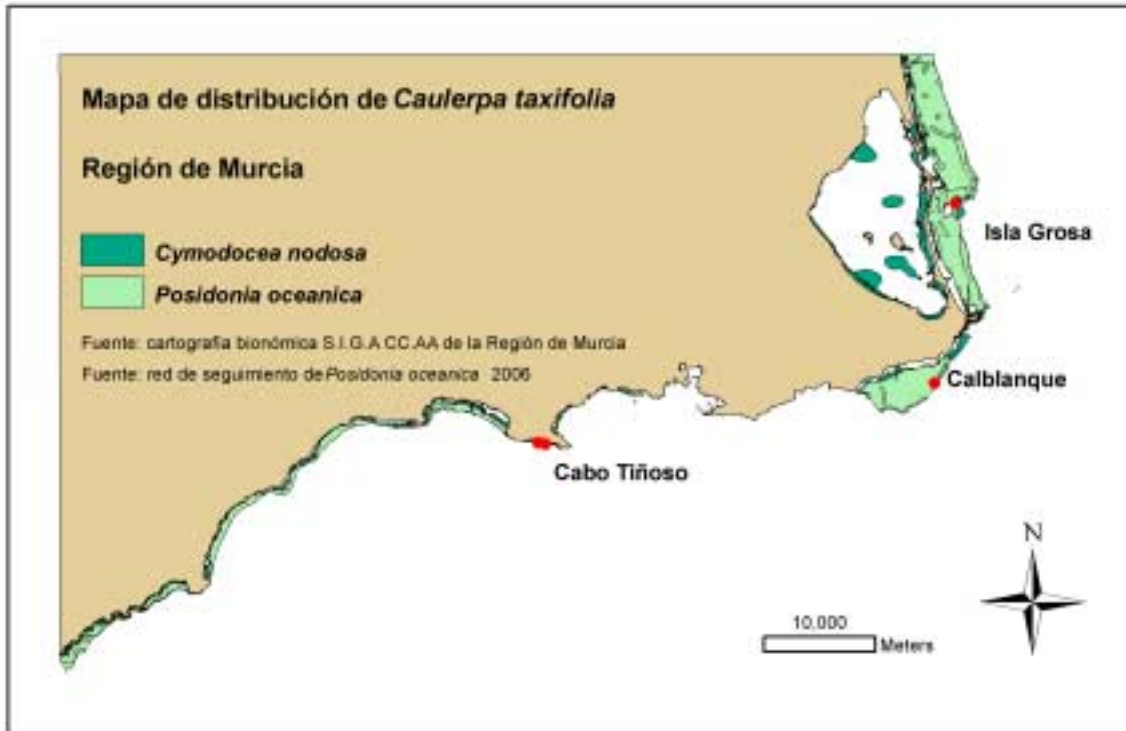 Mapa de distribución de Caulerpa taxifolia
Región de Murcia
Cymodocea nodosa
Posidonia oceanica
Fuente: cartografía bionómica S.I.G.A CC.AA de la Región de Murcia
Fuente: red de seguimiento de Posidonia oceanica 2006
Isla Grosa
Calblanque
Cabo Tiñoso
N
10,000
Meters